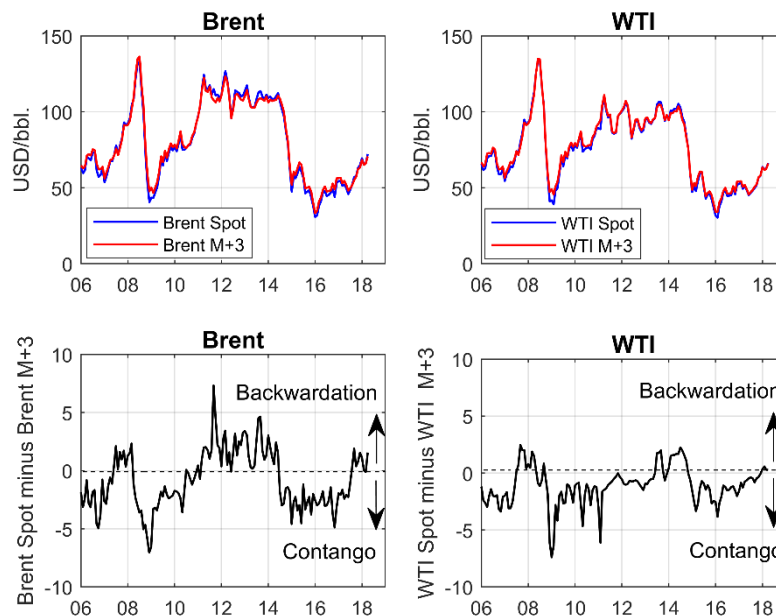 Brent
WTI
150
100
50
0
USD/bbl.
Brent Spot
Brent M+3
06 08 10 12 14 16 18
150
100
50
0
USD/bbl.
WTI Spot
WTI M+3
06 08 10 12 14 16 18
Brent
WTI
10
5
0
-5
-10
Brent Spot minus Brent M+3
Backwardation
Contango
06 08 10 12 14 16 18
10
5
0
-5
-10
WTI Spot minus WTI M+3
Backwardation
Contango
06 08 10 12 14 16 18